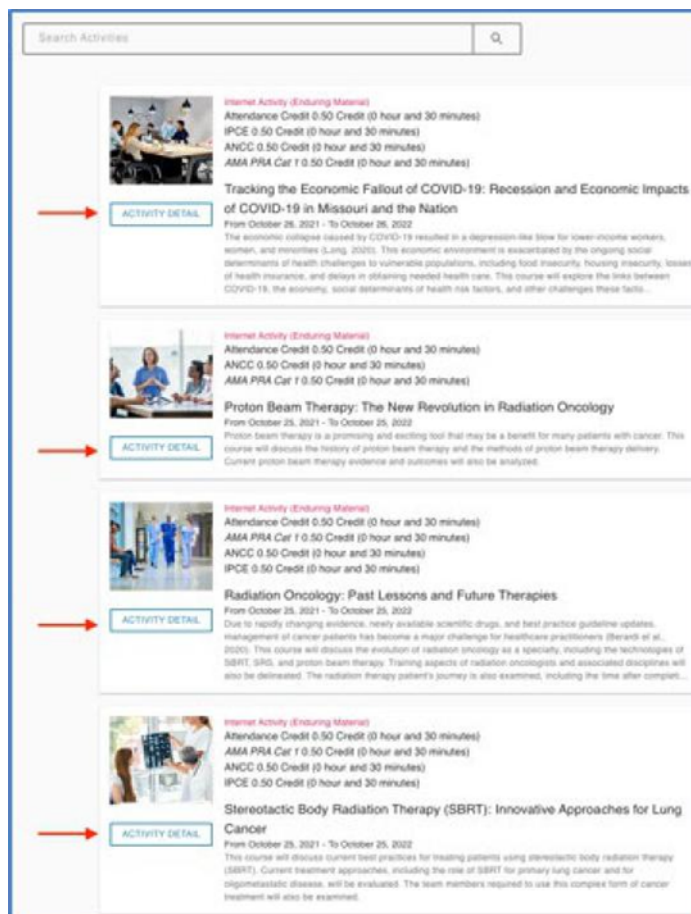 Search Activities
Internet Activity (Enduring Material)
Attendance Credit 0.50 Credit (0 hour and 30 minutes)
IPCE 0.50 Credit (0 hour and 30 minutes)
ANCC 0.50 Credit (0 hour and 30 minutes)
AMA PRA Cat 1 0.50 Credit (0 hour and 30 minutes)
ACTIVITY DETAIL
Tracking the Economic Fallout of COVID-19: Recession and Economic Impacts
of COVID-19 in Missouri and the Nation
From October 26, 2021 - To October 26, 2022
The economic collapse caused by COVID-19 resulted in a depression-like blow for lower-income workers,
women, and minorities (Long, 2020). This economic environment is exacerbated by the ongoing social
determinants of health challenges to vulnerable populations, including food insecurity, housing insecurity, losses
of health insurance, and delays in obtaining needed health care. This course will explore the links between
COVID-19, the economy, social determinants of health risk factors, and other challenges these facto...
Internet Activity (Enduring Material)
Attendance Credit 0.50 Credit (0 hour and 30 minutes)
ANCC 0.50 Credit (0 hour and 30 minutes)
AMA PRA Cat 1 0.50 Credit (0 hour and 30 minutes)
Proton Beam Therapy: The New Revolution in Radiation Oncology
From October 25, 2021 - To October 25, 2022
ACTIVITY DETAIL
Proton beam therapy is a promising and exciting tool that may be a benefit for many patients with cancer. This
course will discuss the history of proton beam therapy and the methods of proton beam therapy delivery.
Current proton beam therapy evidence and outcomes will also be analyzed.
Internet Activity (Enduring Material)
Attendance Credit 0.50 Credit (0 hour and 30 minutes)
AMA PRA Cat 1 0.50 Credit (0 hour and 30 minutes)
ANCC 0.50 Credit (0 hour and 30 minutes)
IPCE 0.50 Credit (0 hour and 30 minutes)
Radiation Oncology: Past Lessons and Future Therapies
From October 25, 2021 - To October 25, 2022
ACTIVITY DETAIL
Due to rapidly changing evidence, newly available scientific drugs, and best practice guideline updates,
management of cancer patients has become a major challenge for healthcare practitioners (Berardi et al.,
2020). This course will discuss the evolution of radiation oncology as a specialty, including the technologies of
SBRT, SRS, and proton beam therapy. Training aspects of radiation oncologists and associated disciplines will
also be delineated. The radiation therapy patient's journey is also examined, including the time after completi...
Internet Activity (Enduring Material)
Attendance Credit 0.50 Credit (0 hour and 30 minutes)
AMA PRA Cat 1 0.50 Credit (0 hour and 30 minutes)
ANCC 0.50 Credit (0 hour and 30 minutes)
IPCE 0.50 Credit (0 hour and 30 minutes)
Stereotactic Body Radiation Therapy (SBRT): Innovative Approaches for Lung
Cancer
ACTIVITY DETAIL
From October 25, 2021 - To October 25, 2022
This course will discuss current best practices for treating patients using stereotactic body radiation therapy
(SBRT). Current treatment approaches, including the role of SBRT for primary lung cancer and for
oligometastatic disease, will be evaluated. The team members required to use this complex form of cancer
treatment will also be examined.